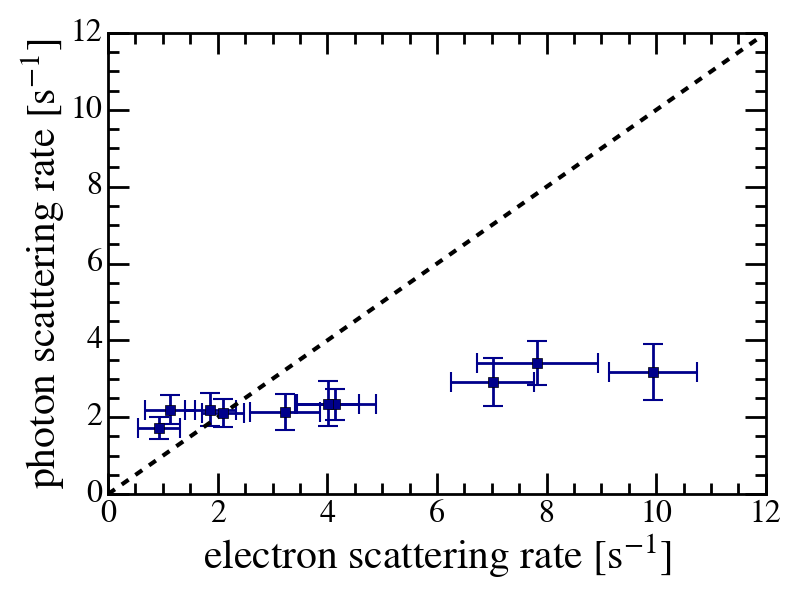 photon scattering rate [s⁻¹]
12
10
8
6
4
2
0
0 2 4 6 8 10 12
electron scattering rate [s⁻¹]